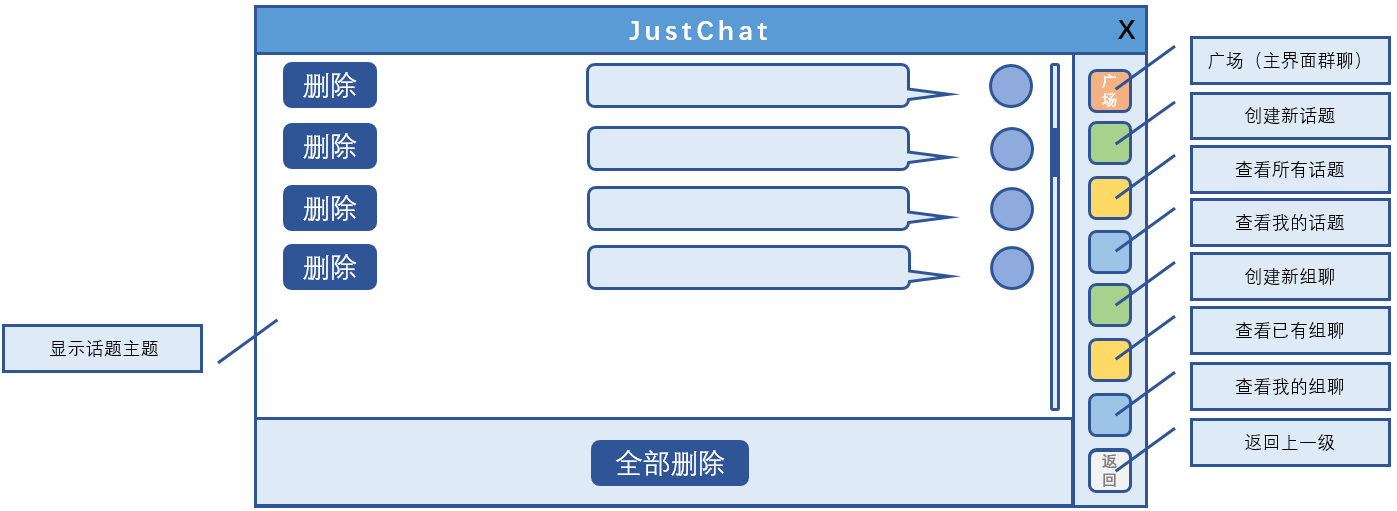 JustChat
X
删除
删除
删除
删除
全部删除
显示话题主题
广
场
返
回
广场（主界面群聊）
创建新话题
查看所有话题
查看我的话题
创建新组聊
查看已有组聊
查看我的组聊
返回上一级